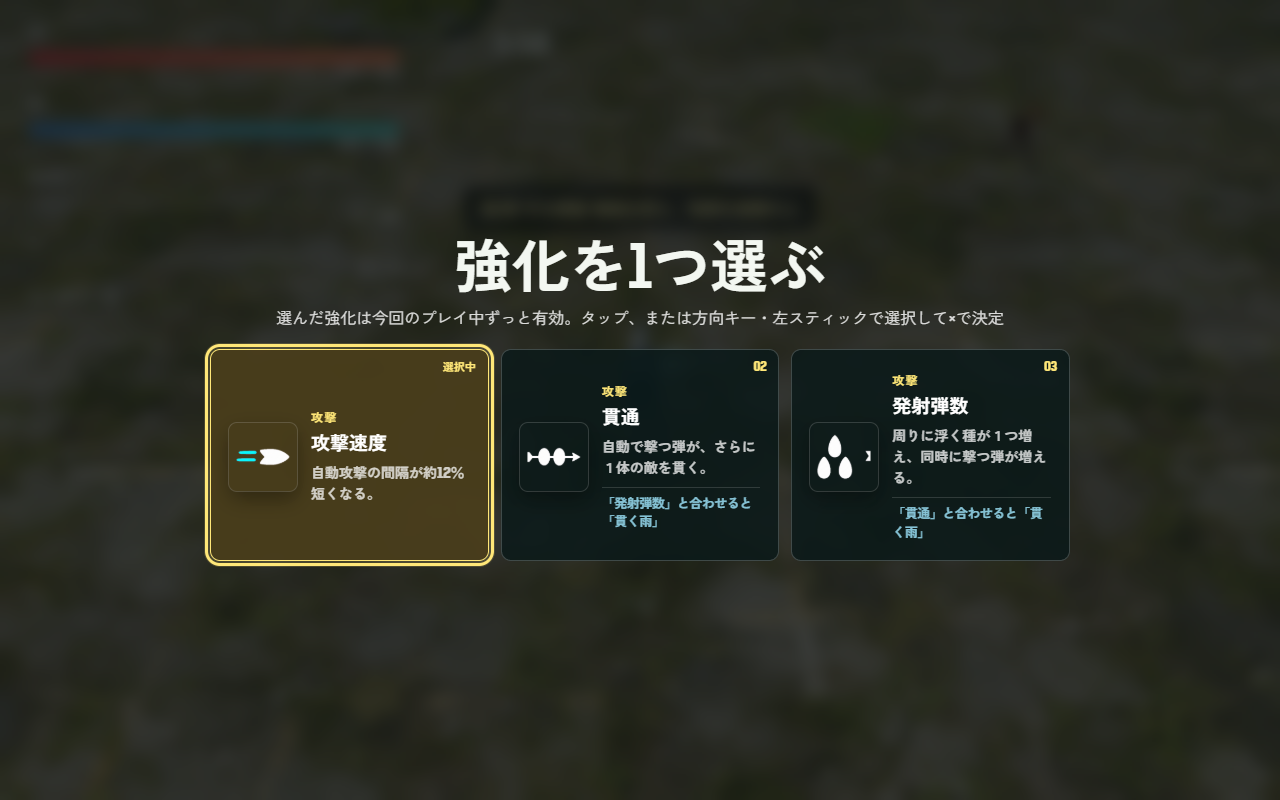 強化を1つ選ぶ
選んだ強化は今回のプレイ中ずっと有効。タップ、または方向キー・左スティックで選択して×で決定
選択中
攻撃
攻撃速度
自動攻撃の間隔が約12%
短くなる。
02
攻撃
貫通
自動で撃つ弾が、さらに
１体の敵を貫く。
「発射弾数」と合わせると
「貫く雨」
03
攻撃
発射弾数
周りに浮く種が１つ増
え、同時に撃つ弾が増え
る。
「貫通」と合わせると「貫
く雨」